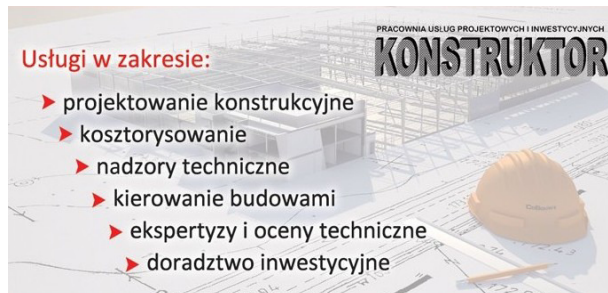 PRACOWNIA USŁUG PROJEKTOWYCH I INWESTYCYJNYCH
KONSTRUKTOR
Usługi w zakresie:
projektowanie konstrukcyjne
kosztorysowanie
nadzory techniczne
kierowanie budowami
ekspertyzy i oceny techniczne
doradztwo inwestycyjne